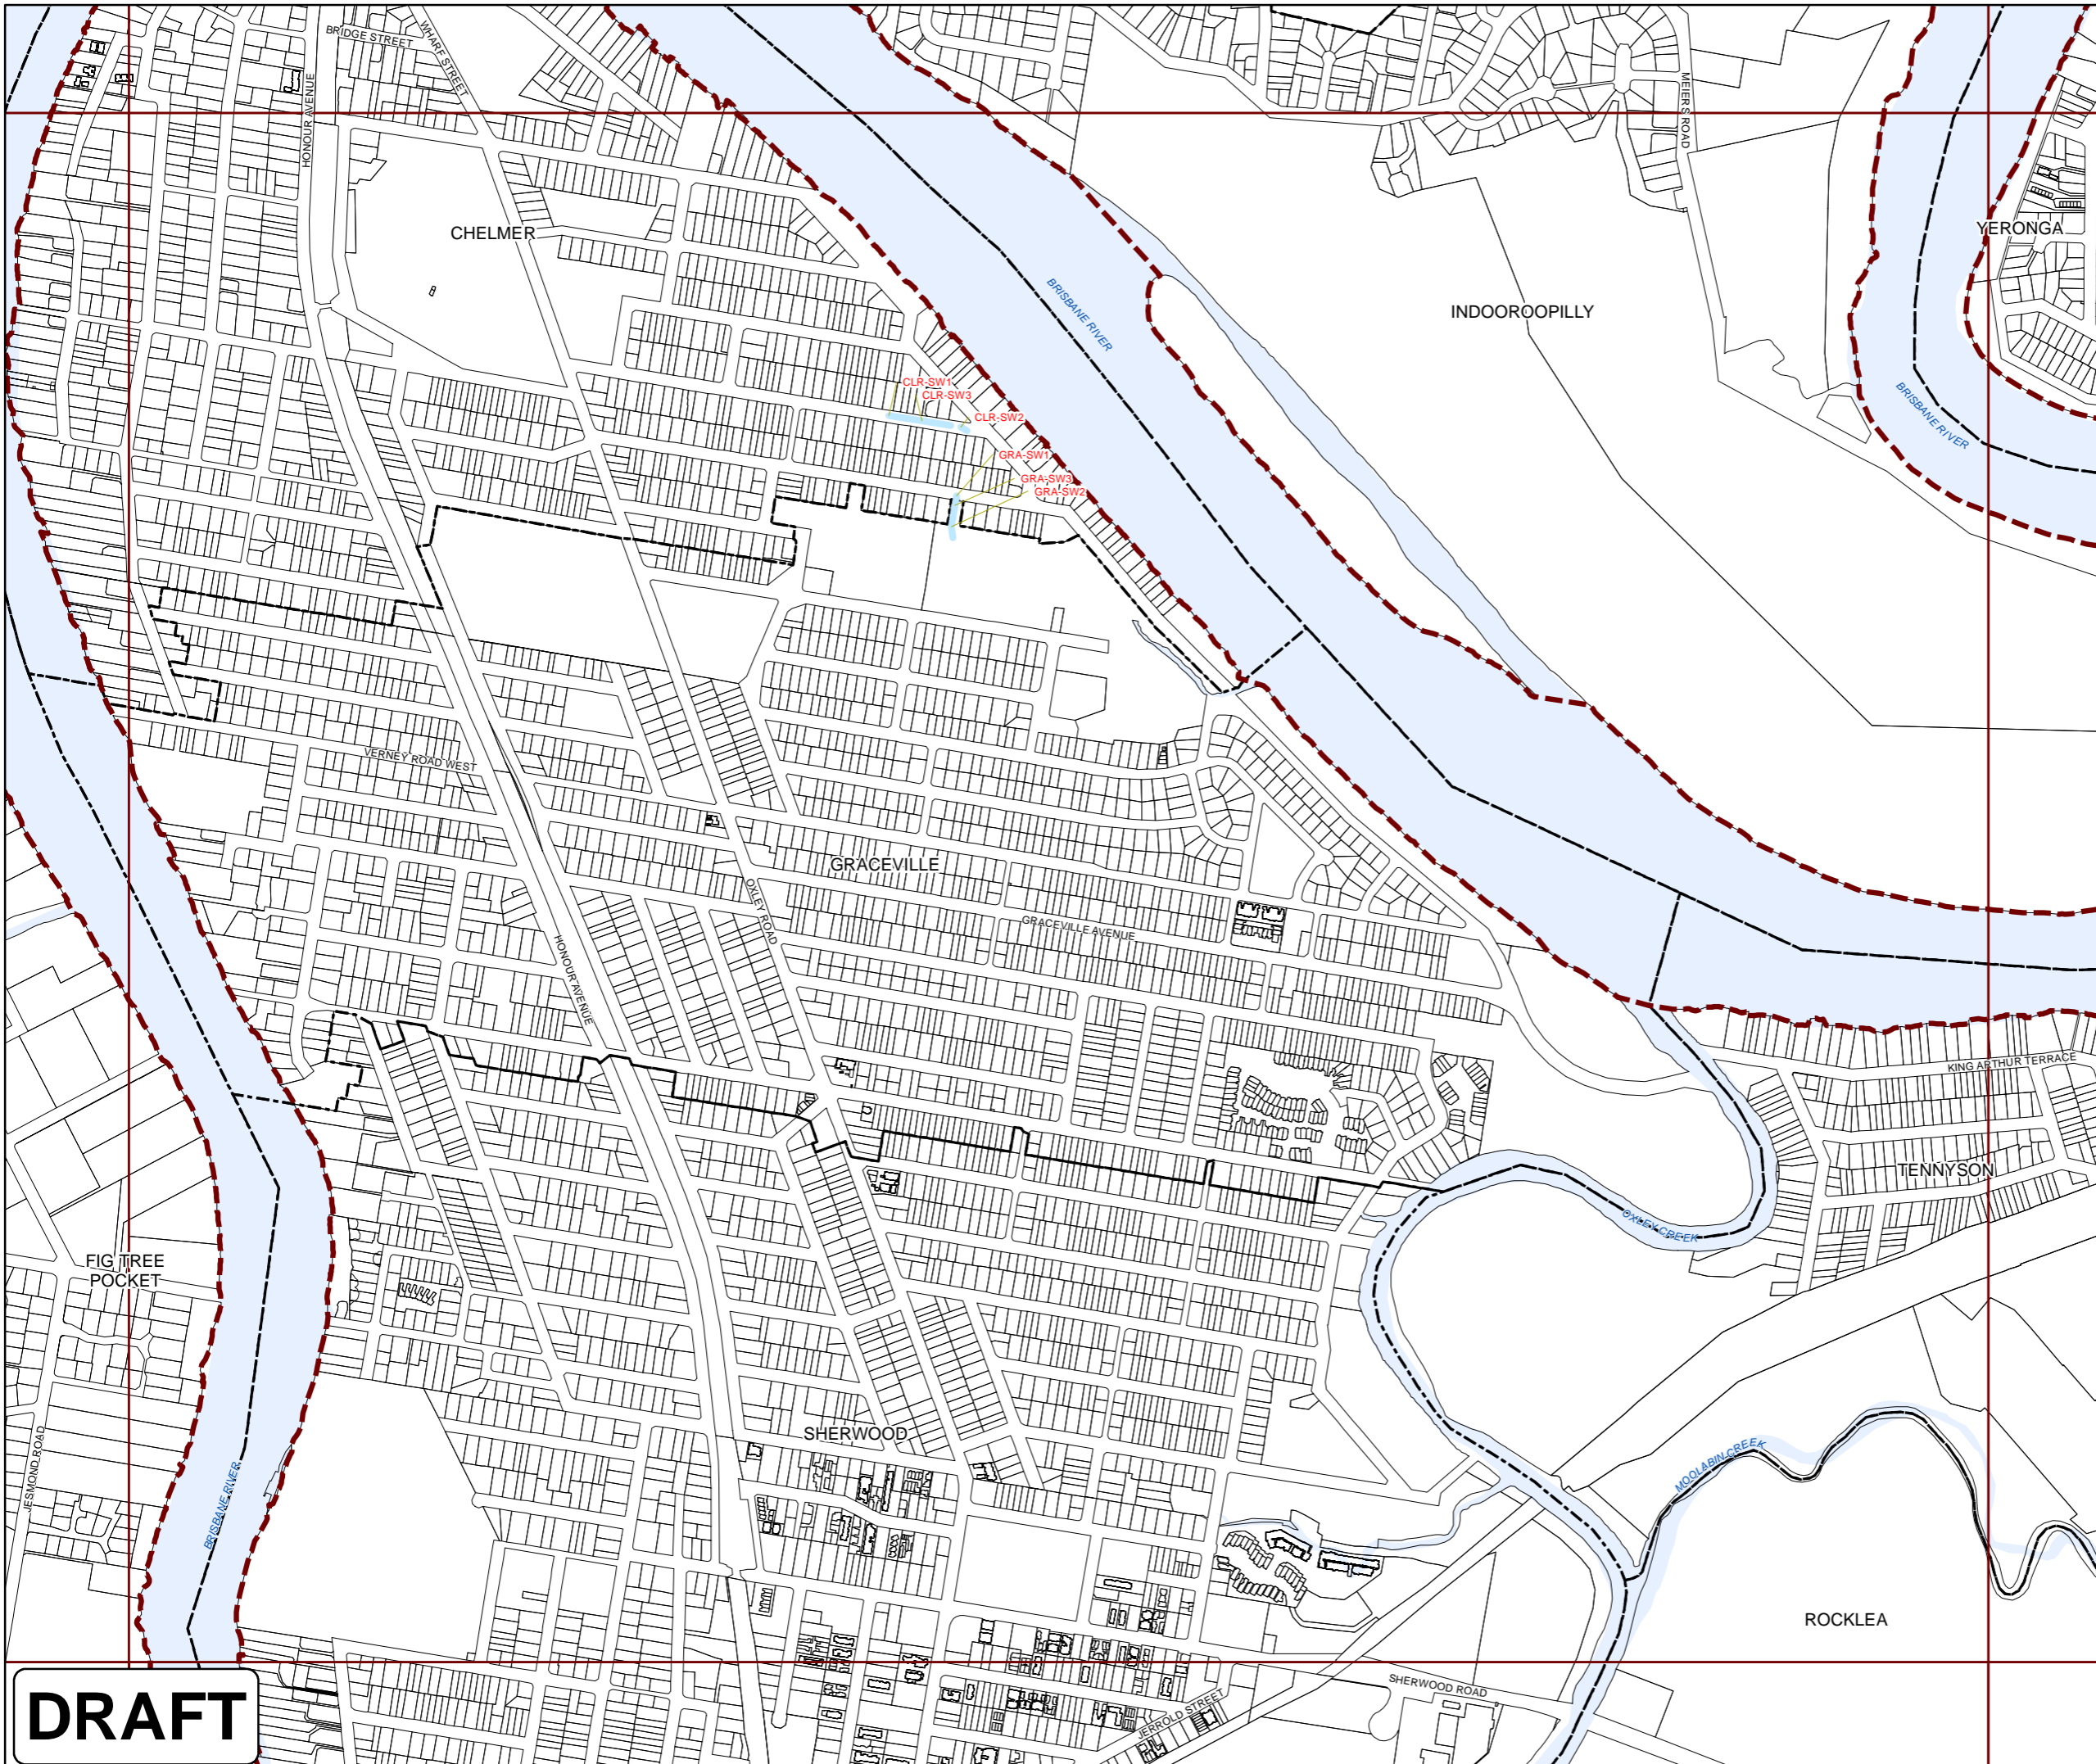 BRIDGE STREET
WHARF STREET
HONOUR AVENUE
MEIERS ROAD
CHELMER
YERONGA
BRISBANE RIVER
INDOOROOPILLY
CLR-SW1
CLR-SW3
CLR-SW2
BRISBANE RIVER
GRA-SW1
GRA-SW3
GRA-SW2
VERNEY ROAD WEST
GRACEVILLE
OXLEY ROAD
GRACEVILLE AVENUE
HONOUR AVENUE
KING ARTHUR TERRACE
TENNYSON
OXLEY CREEK
FIG TREE
POCKET
SHERWOOD
JESMOND ROAD
BRISBANE RIVER
MOOLABIN CREEK
ROCKLEA
SHERWOOD ROAD
JERROLD STREET
DRAFT